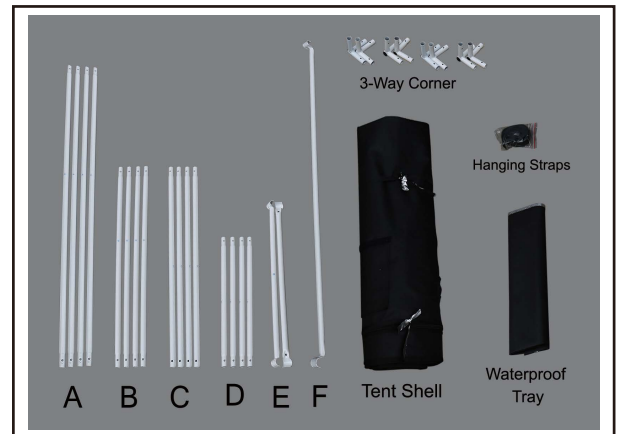 3-Way Corner
Hanging Straps
A B C D E F
Tent Shell
Waterproof
Tray